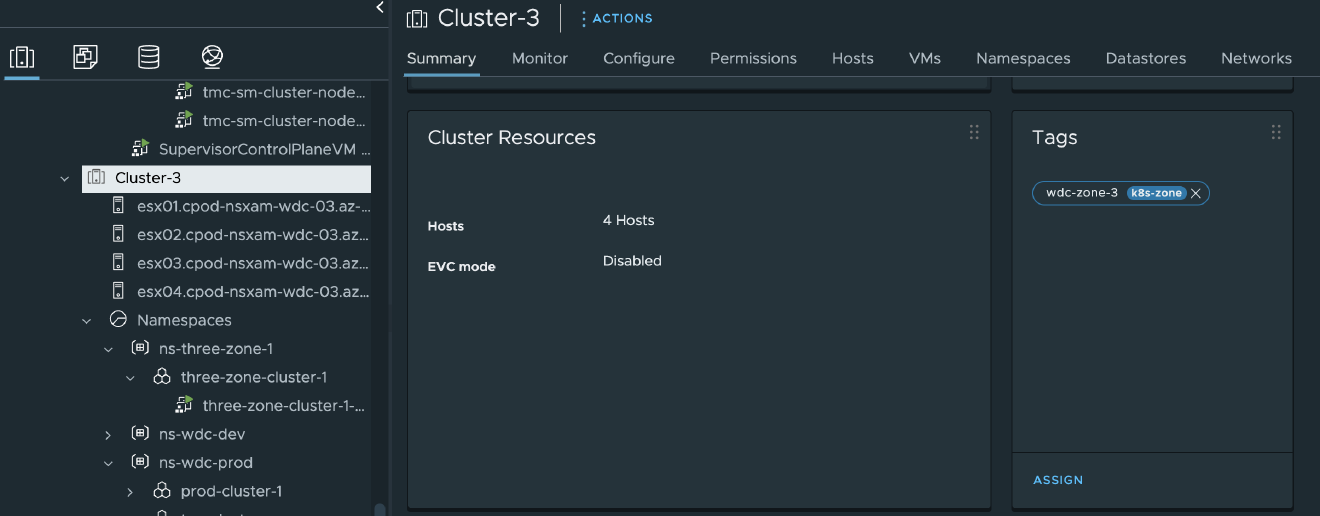 Cluster-3
ACTIONS
Summary Monitor Configure Permissions Hosts VMs Namespaces Datastores Networks
tmc-sm-cluster-node...
tmc-sm-cluster-node...
SupervisorControlPlaneVM ...
Cluster-3
esx01.cpod-nsxam-wdc-03.az-...
esx02.cpod-nsxam-wdc-03.az...
esx03.cpod-nsxam-wdc-03.az...
esx04.cpod-nsxam-wdc-03.az...
Namespaces
ns-three-zone-1
three-zone-cluster-1
three-zone-cluster-1-...
ns-wdc-dev
ns-wdc-prod
prod-cluster-1
Cluster Resources
Hosts 4 Hosts
EVC mode Disabled
Tags
wdc-zone-3 k8s-zone
ASSIGN